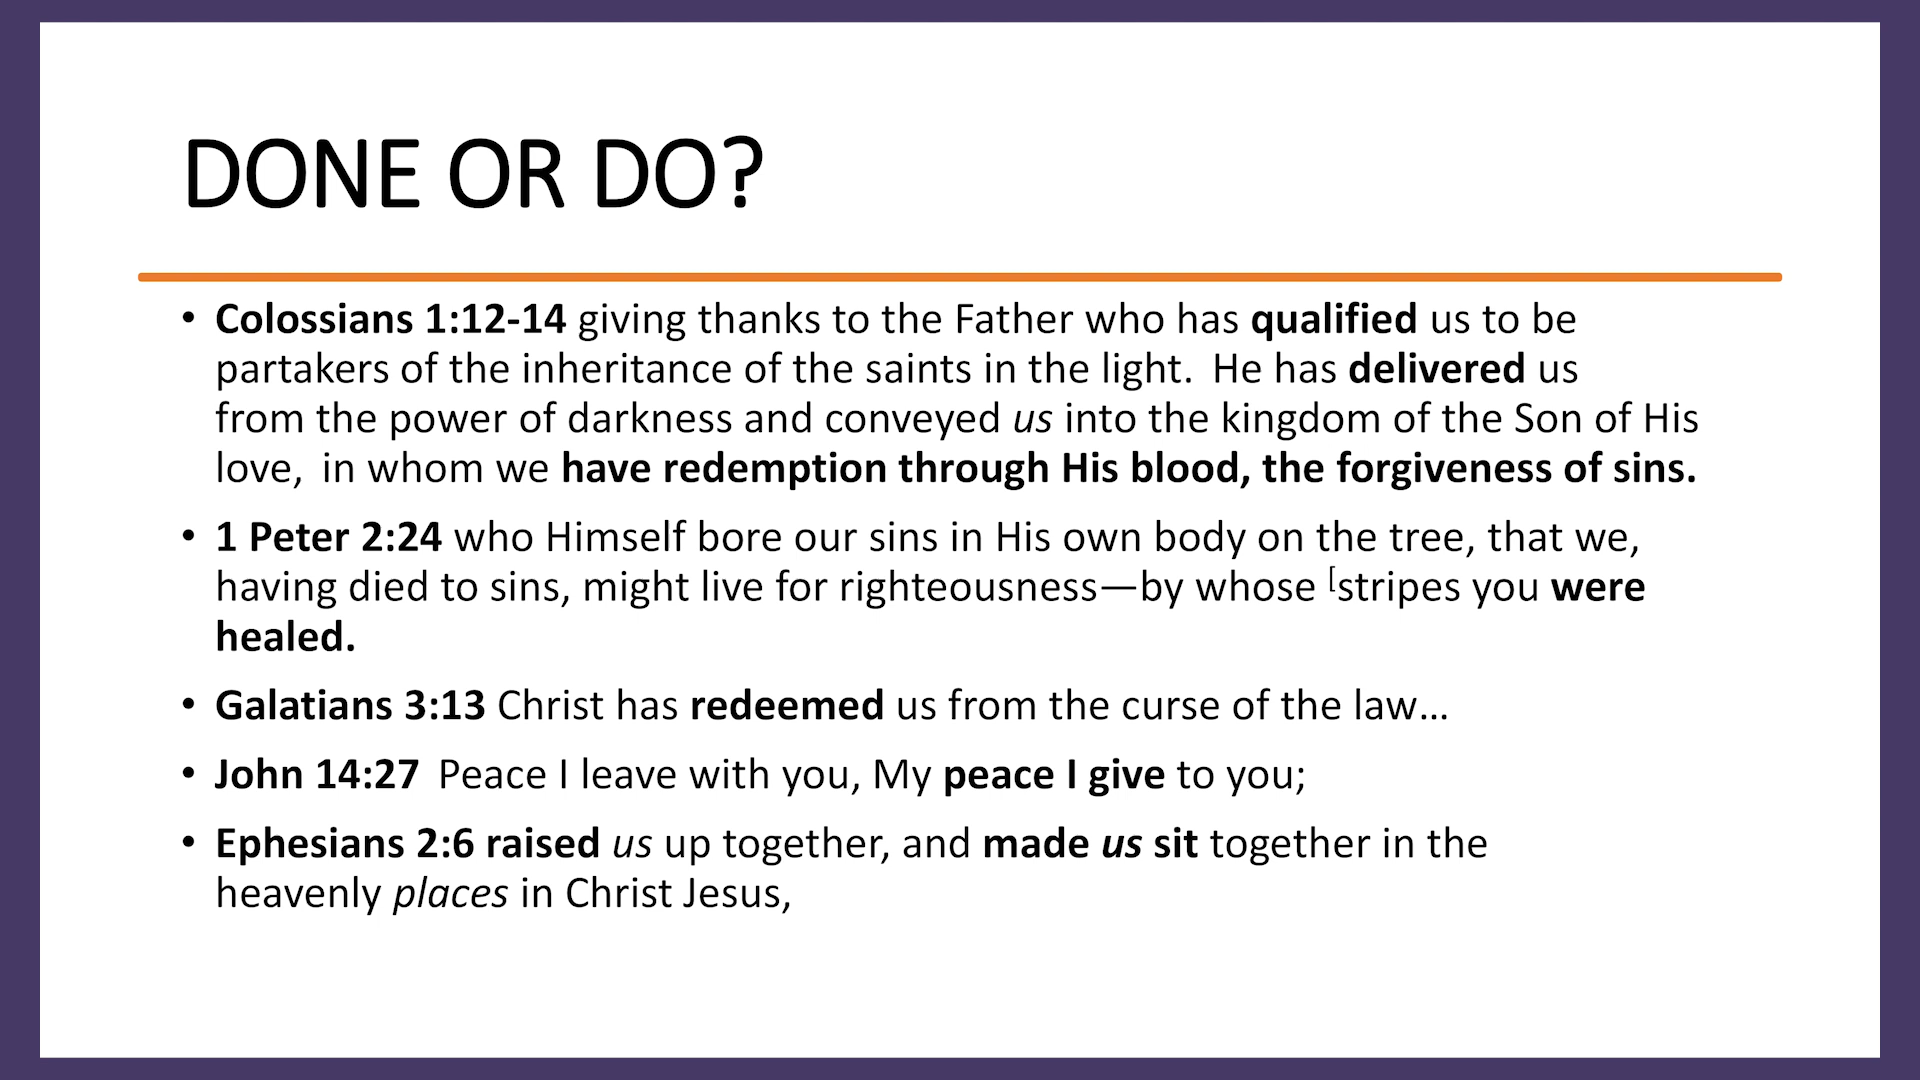 DONE OR DO?
• Colossians 1:12-14 giving thanks to the Father who has qualified us to be
partakers of the inheritance of the saints in the light.  He has delivered us
from the power of darkness and conveyed us into the kingdom of the Son of His
love,  in whom we have redemption through His blood, the forgiveness of sins.
• 1 Peter 2:24 who Himself bore our sins in His own body on the tree, that we,
having died to sins, might live for righteousness—by whose [stripes you were
healed.
• Galatians 3:13 Christ has redeemed us from the curse of the law…
• John 14:27  Peace I leave with you, My peace I give to you;
• Ephesians 2:6 raised us up together, and made us sit together in the
heavenly places in Christ Jesus,